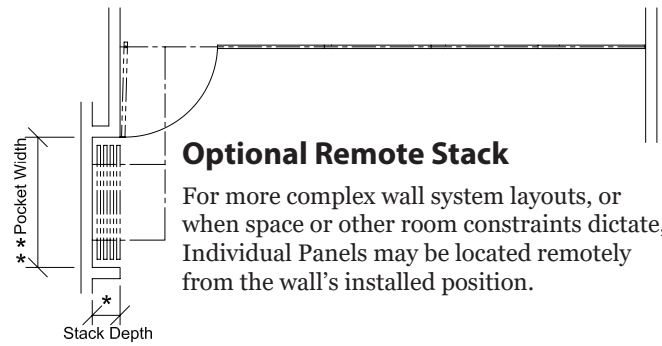 Optional Remote Stack
For more complex wall system layouts, or
when space or other room constraints dictate,
Individual Panels may be located remotely
from the wall's installed position.
**Pocket Width
*
Stack Depth